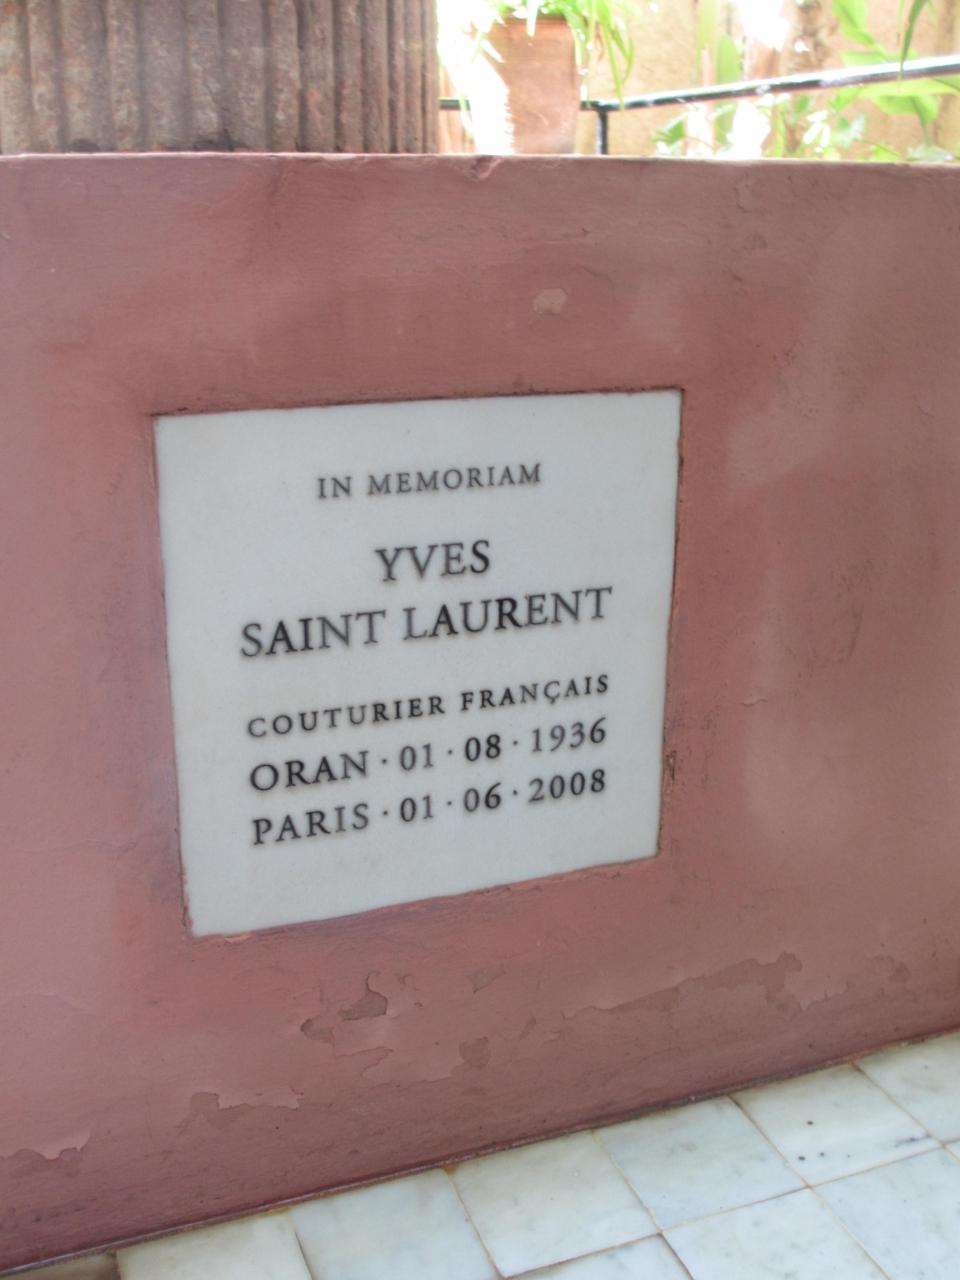 IN MEMORIAM
YVES
SAINT LAURENT
COUTURIER FRANÇAIS
ORAN · 01 · 08 · 1936
PARIS · 01 · 06 · 2008